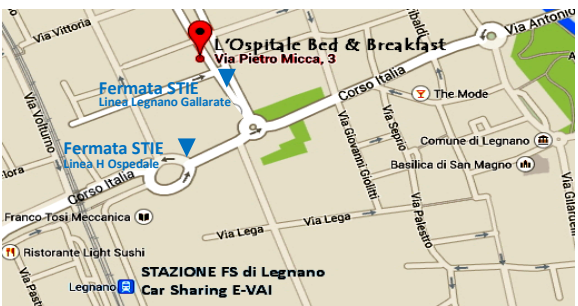 Via Vittoria
L'Ospitale Bed & Breakfast
Via Pietro Micca, 3
Via Antonio
Fermata STIE
Linea Legnano Gallarate
Via Volturno
Corso Italia
The Mode
Via Giovanni Giolitti
Via Seprio
Comune di Legnano
Basilica di San Magno
Fermata STIE
Linea H Ospedale
Corso Italia
Via Palestro
Franco Tosi Meccanica
Via Lega
Via Lega
Ristorante Light Sushi
Legnano
STAZIONE FS di Legnano
Car Sharing E-VAI